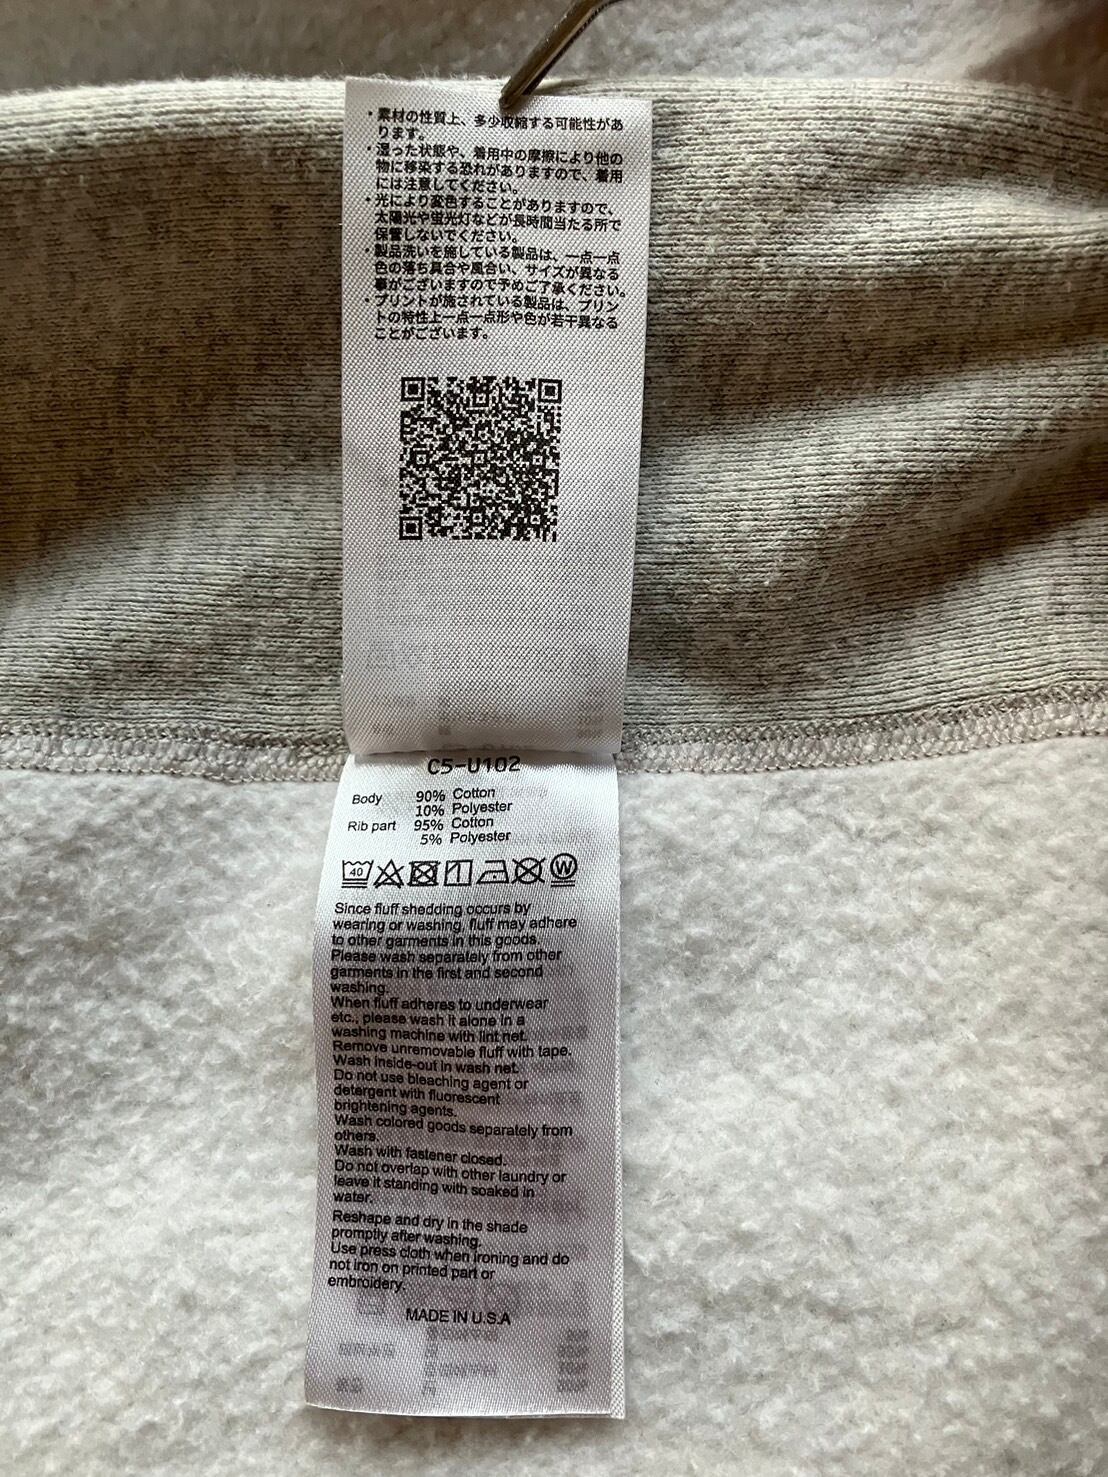 ・素材の性質上、多少収縮する可能性があ
ります。
・湿った状態や、着用中の摩擦により他の
物に移染する恐れがありますので、着用
には注意してください。
・光により変色することがありますので、
太陽光や蛍光灯などが長時間当たる所で
保管しないでください。
・製品洗いを施している製品は、一点一点
色の落ち具合や風合い、サイズが異なる
事がございますので予めご了承ください。
・プリントが施されている製品は、プリン
トの特性上一点一点形や色が若干異なる
ことがございます。
C5-U102
Body 90% Cotton
10% Polyester
Rib part 95% Cotton
5% Polyester
40 W
Since fluff shedding occurs by
wearing or washing, fluff may adhere
to other garments in this goods.
Please wash separately from other
garments in the first and second
washing.
When fluff adheres to underwear
etc., please wash it alone in a
washing machine with lint net.
Remove unremovable fluff with tape.
Wash inside-out in wash net.
Do not use bleaching agent or
detergent with fluorescent
brightening agents.
Wash colored goods separately from
others.
Wash with fastener closed.
Do not overlap with other laundry or
leave it standing with soaked in
water.
Reshape and dry in the shade
promptly after washing.
Use press cloth when ironing and do
not iron on printed part or
embroidery.
MADE IN U.S.A